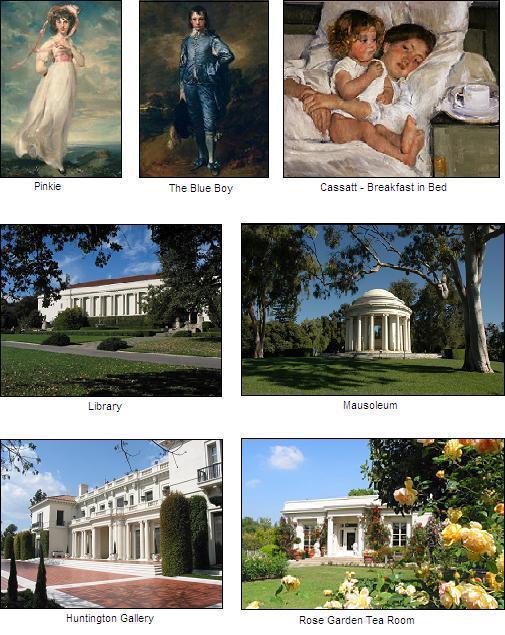 Pinkie
The Blue Boy
Cassatt - Breakfast in Bed
Library
Mausoleum
Huntington Gallery
Rose Garden Tea Room